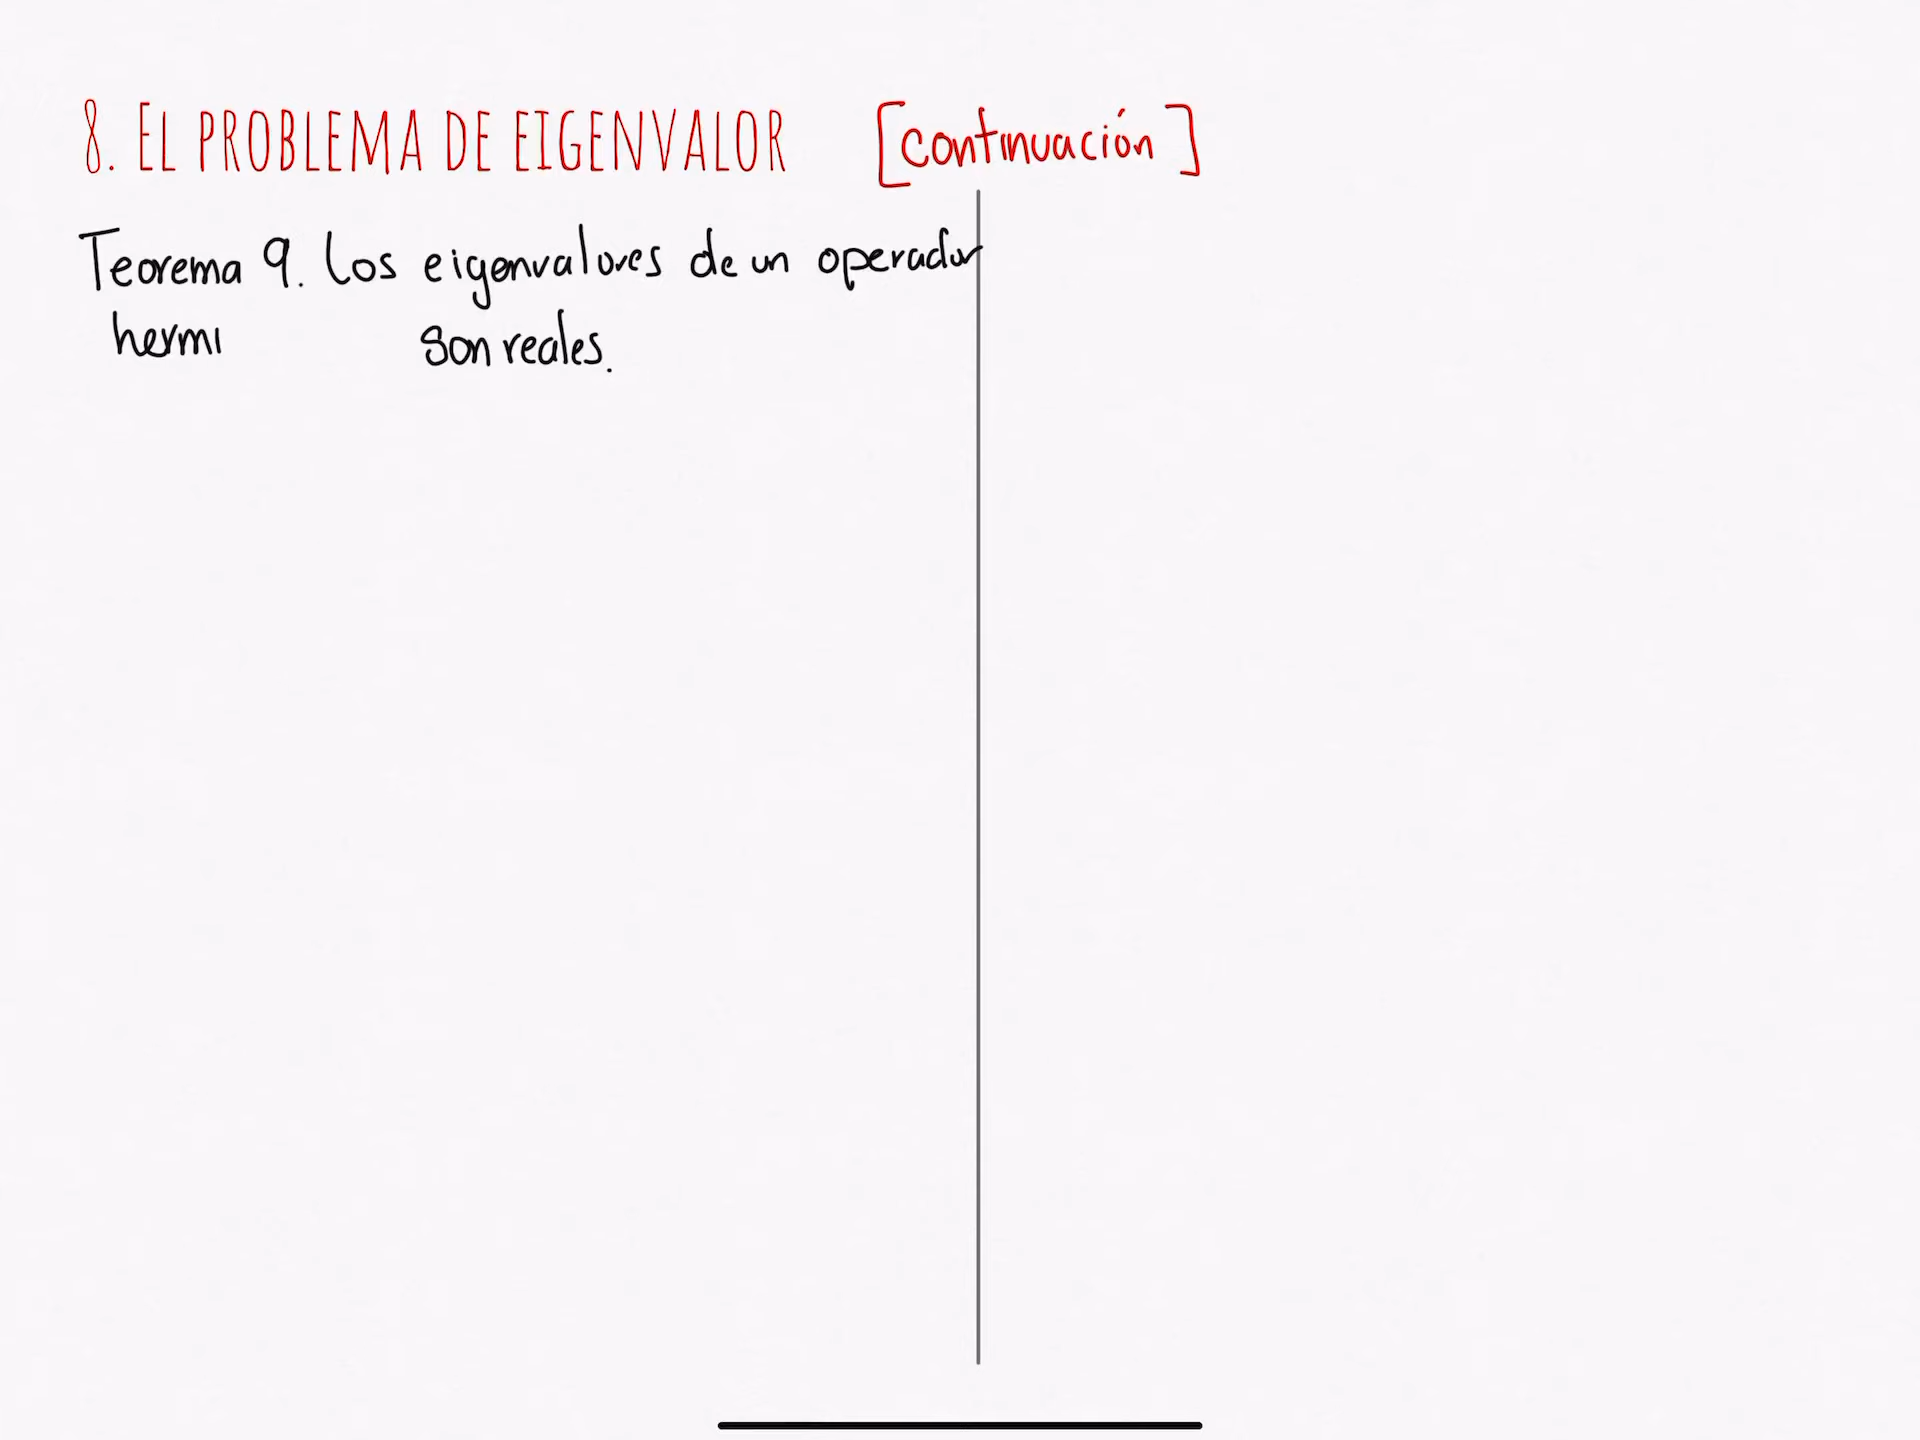 8. EL PROBLEMA DE EIGENVALOR [continuación]
Teorema 9. Los eigenvalores de un operador
hermi son reales.